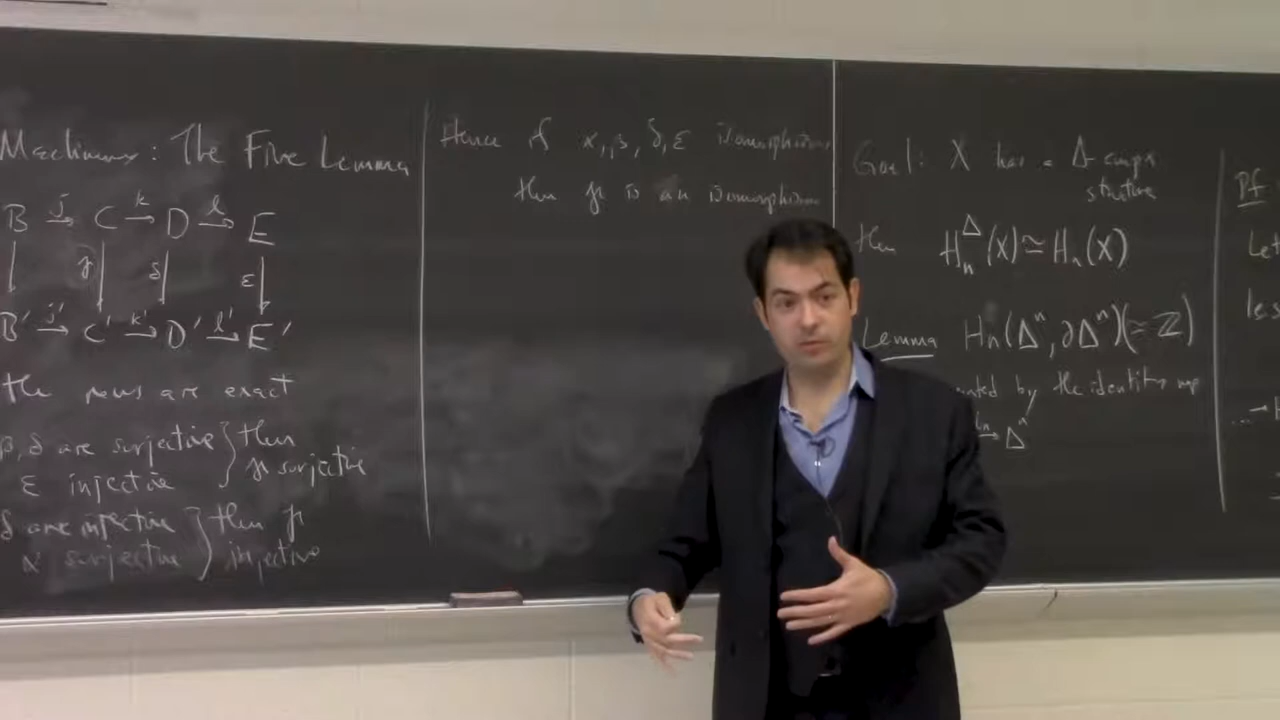 Machinery: The Five Lemma
B →j C →k D →l E
γ δ ε
B' →j' C' →k' D' →l' E'
the rows are exact
β, δ are surjective } then
ε injective γ surjective
δ are injective } then γ
α surjective injective
Hence if α, β, δ, ε isomorphisms
then γ is an isomorphism
Goal: X has a Δ-complex
structure
then H_n^Δ(X) ≃ H_n(X)
Lemma H_n(Δ^n, ∂Δ^n)(≃ ℤ)
by the identity map
→ Δ^n
Pf
Let